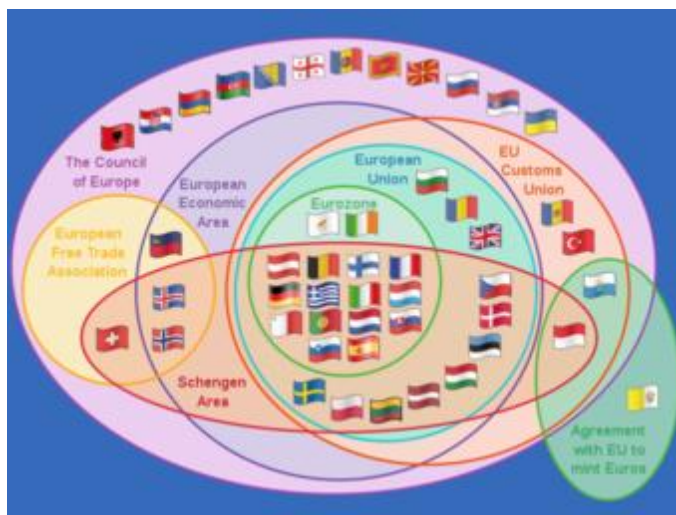 The Council
of Europe
European
Economic
Area
European
Union
EU
Customs
Union
Eurozone
European
Free Trade
Association
Schengen
Area
Agreement
with EU to
mint Euros